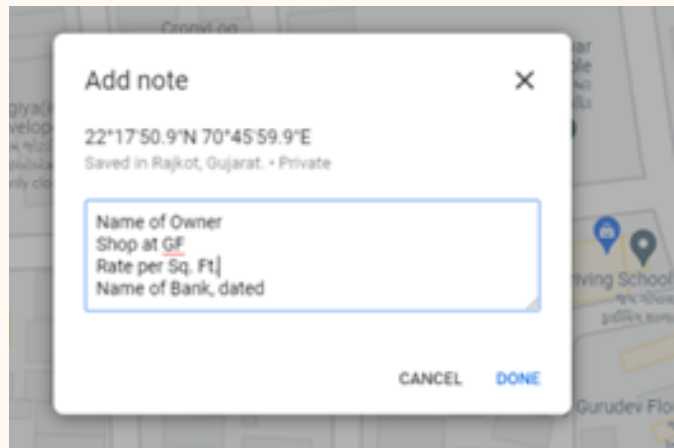 CronyLog
Add note
22°17'50.9"N 70°45'59.9"E
Saved in Rajkot, Gujarat. • Private
Name of Owner
Shop at GF
Rate per Sq. Ft.
Name of Bank, dated
CANCEL
DONE
iving School
Gurudev Flo